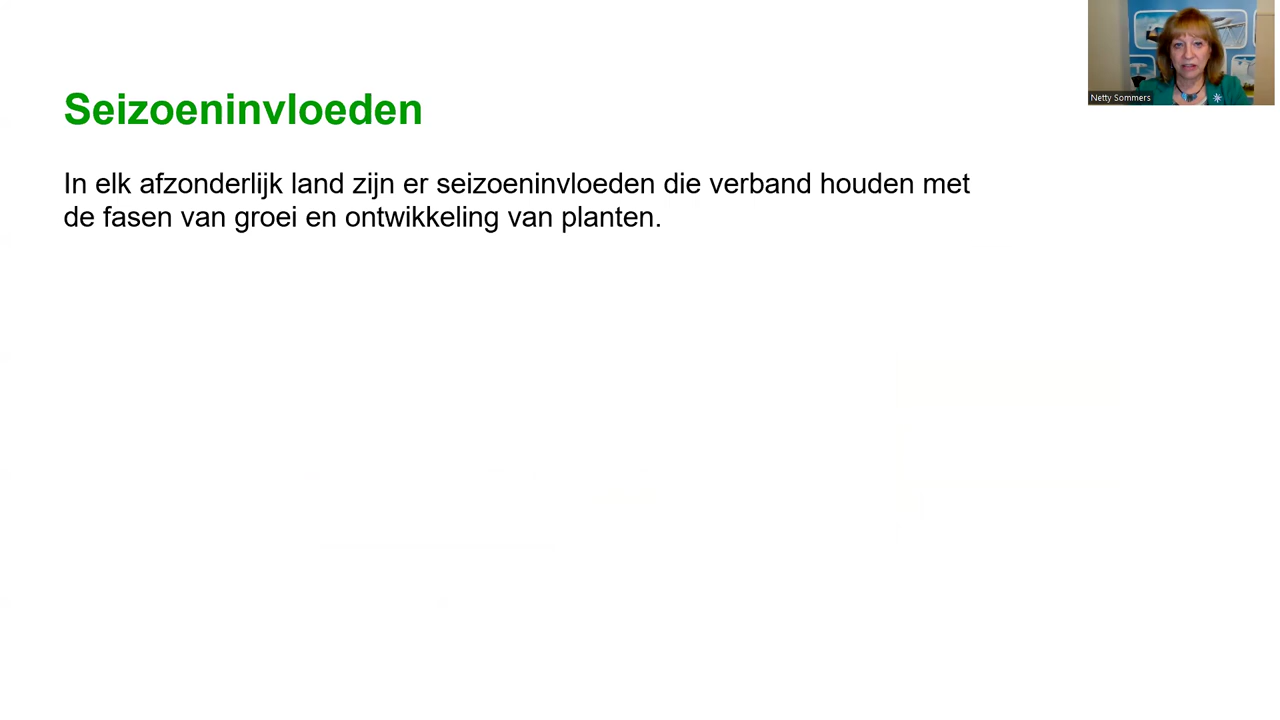 Netty Sommers
Seizoeninvloeden
In elk afzonderlijk land zijn er seizoeninvloeden die verband houden met
de fasen van groei en ontwikkeling van planten.